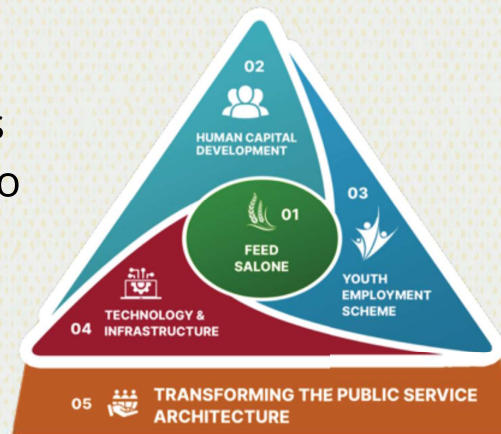 s
o
02
HUMAN CAPITAL
DEVELOPMENT
01
FEED
SALONE
03
YOUTH
EMPLOYMENT
SCHEME
04
TECHNOLOGY &
INFRASTRUCTURE
05
TRANSFORMING THE PUBLIC SERVICE
ARCHITECTURE